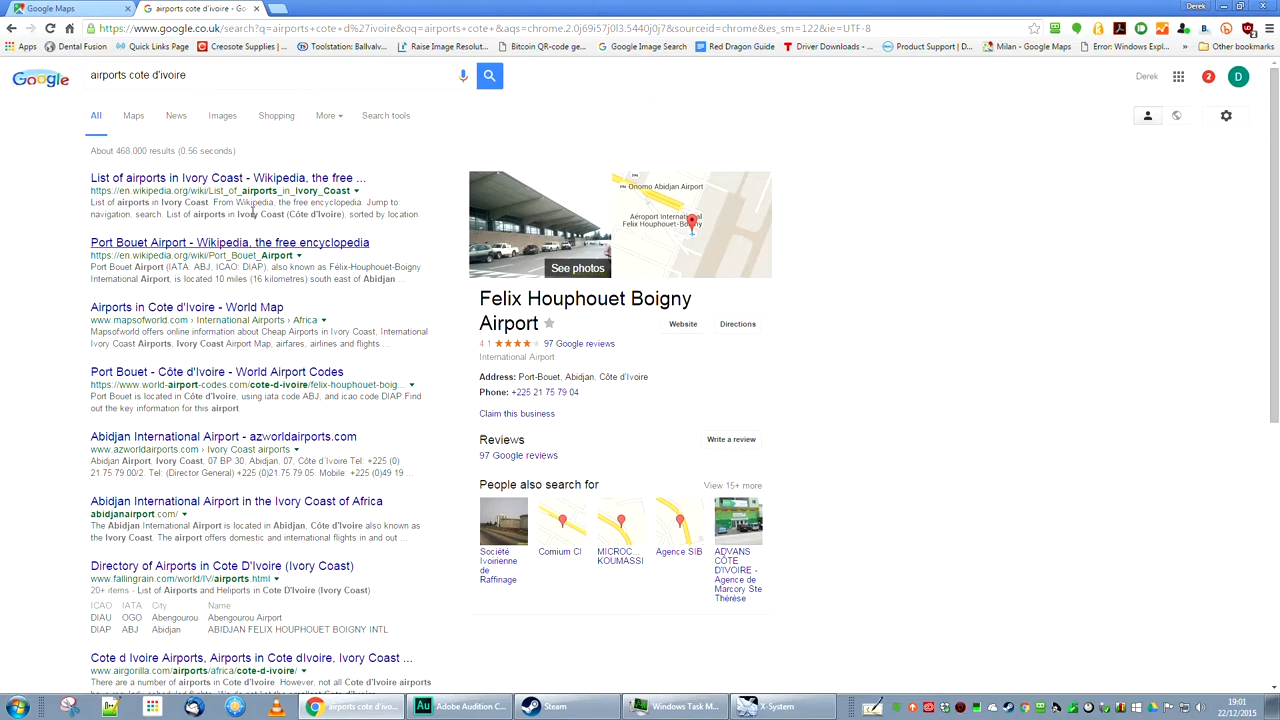 Google Maps
airports cote d'ivoire - Go
Derek
https://www.google.co.uk/search?q=airports+cote+d%27ivoire&oq=airports+cote+&aqs=chrome.2.0j69i57j0l3.5440j0j7&sourceid=chrome&es_sm=122&ie=UTF-8
Apps
Dental Fusion
Quick Links Page
Creosote Supplies : ...
Toolstation: Ballvalv...
Raise Image Resolut...
Bitcoin QR-code ge...
Google Image Search
Red Dragon Guide
ThruTimelines - Go...
Product Support | D...
Milan - Google Maps
Error: Windows Expl...
Other bookmarks
Google
airports cote d'ivoire
Derek
2
D
All
Maps
News
Images
Shopping
More
Search tools
About 468,000 results (0.56 seconds)
List of airports in Ivory Coast - Wikipedia, the free ...
https://en.wikipedia.org/wiki/List_of_airports_in_Ivory_Coast
List of airports in Ivory Coast. From Wikipedia, the free encyclopedia. Jump to
navigation, search. List of airports in Ivory Coast (Côte d'Ivoire), sorted by location.
Port Bouet Airport - Wikipedia, the free encyclopedia
https://en.wikipedia.org/wiki/Port_Bouet_Airport
Port Bouet Airport (IATA: ABJ, ICAO: DIAP), also known as Félix-Houphouët-Boigny
International Airport, is located 10 miles (16 kilometres) south east of Abidjan ...
Airports in Cote d'Ivoire - World Map
www.mapsofworld.com › International Airports › Africa
Mapsofworld offers online information about Cheap Airports in Ivory Coast, International
Ivory Coast Airports, Ivory Coast Airport Map, airfares, airlines and flights ...
Port Bouet - Côte d'Ivoire - World Airport Codes
https://www.world-airport-codes.com/cote-d-ivoire/felix-houphouet-boig...
Port Bouet is located in Côte d'Ivoire, using iata code ABJ, and icao code DIAP.Find
out the key information for this airport.
Abidjan International Airport - azworldairports.com
www.azworldairports.com › Ivory Coast airports
Abidjan Airport, Ivory Coast, 07 BP 30, Abidjan, 07, Côte d'Ivoire Tel: +225 (0)
21 75.79.00/2. Tel: (Director General) +225 (0)21.75.79.05. Mobile: +225 (0)49 19 ...
Abidjan International Airport in the Ivory Coast of Africa
abidjanairport.com/
The Abidjan International Airport is located in Abidjan, Côte d'Ivoire also known as
the Ivory Coast. The airport offers domestic and international flights in and out ...
Directory of Airports in Cote D'Ivoire (Ivory Coast)
www.fallingrain.com/world/IV/airports.html
20+ items - List of Airports and Heliports in Cote D'Ivoire (Ivory Coast)
ICAO IATA City Name
DIAU OGO Abengourou Abengourou Airport
DIAP ABJ Abidjan ABIDJAN FELIX HOUPHOUET BOIGNY INTL
Cote d Ivoire Airports, Airports in Cote dIvoire, Ivory Coast ...
www.airgorilla.com/airports/africa/cote-d-ivoire/
There are a number of airports in Cote d'Ivoire. However, not all Cote d'Ivoire airports
See photos
Onomo Abidjan Airport
Aéroport International
Felix Houphouet-Boigny
Felix Houphouet Boigny
Airport
Website
Directions
4.1
97 Google reviews
International Airport
Address: Port-Bouet, Abidjan, Côte d'Ivoire
Phone: +225 21 75 79 04
Claim this business
Reviews
Write a review
97 Google reviews
People also search for
View 15+ more
Société
Ivoirienne
de
Raffinage
Comium CI
MICROC...
KOUMASSI
Agence SIB
ADVANS
CÔTE
D'IVOIRE -
Agence de
Marcory Ste
Thérèse
airports cote d'ivo...
Adobe Audition C...
Steam
Windows Task M...
X-System
19:01
22/12/2015